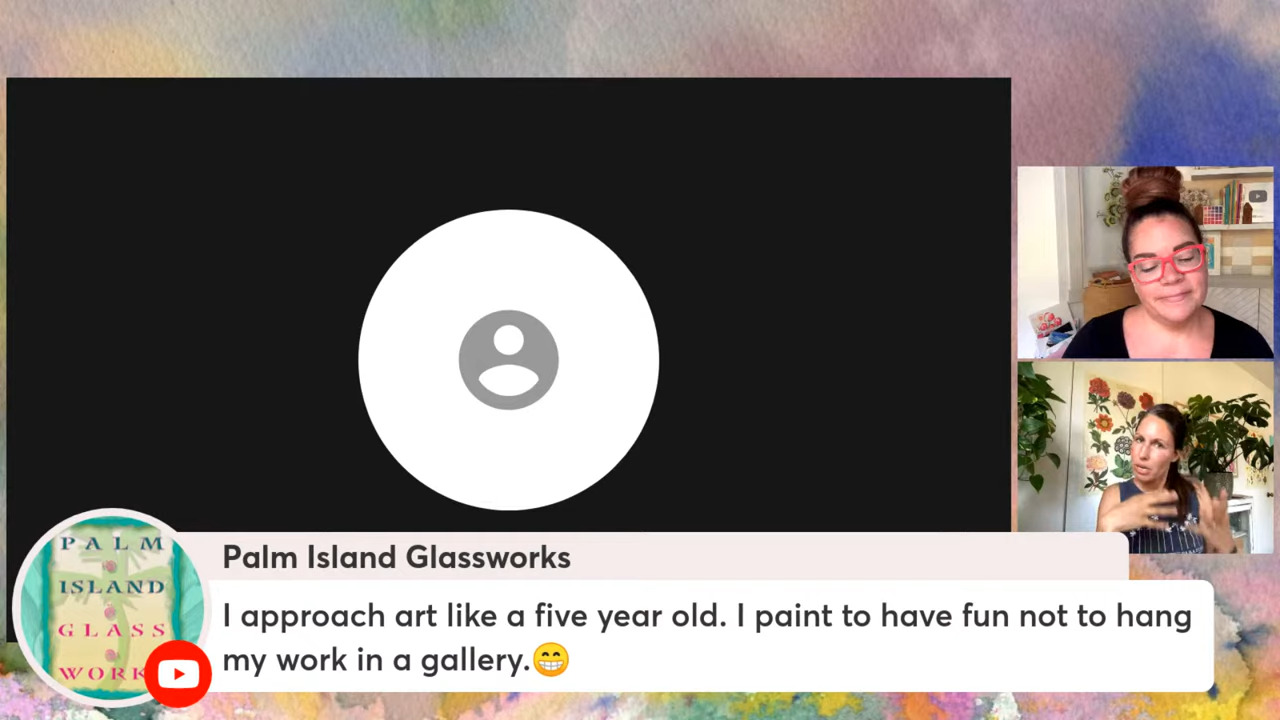 Palm Island Glassworks
I approach art like a five year old. I paint to have fun not to hang
my work in a gallery.😁
PALM
ISLAND
GLASS
WORK